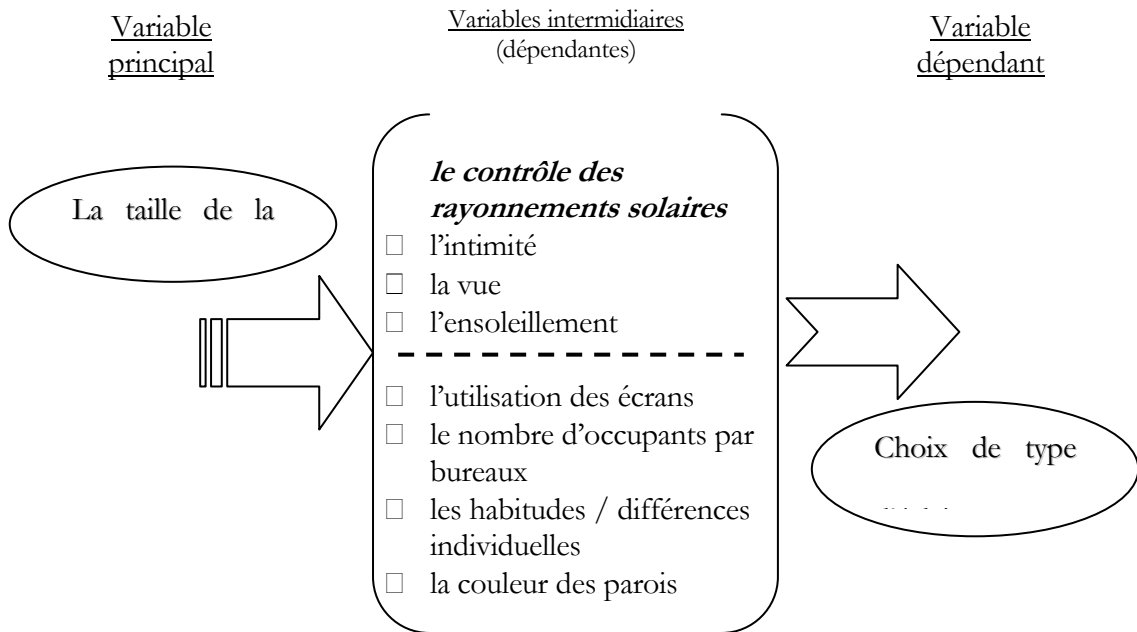 Variable
principal
Variables intermidiaires
(dépendantes)
Variable
dépendant
La taille de la
le contrôle des
rayonnements solaires
l’intimité
la vue
l’ensoleillement
l’utilisation des écrans
le nombre d’occupants par
bureaux
les habitudes / différences
individuelles
la couleur des parois
Choix de type